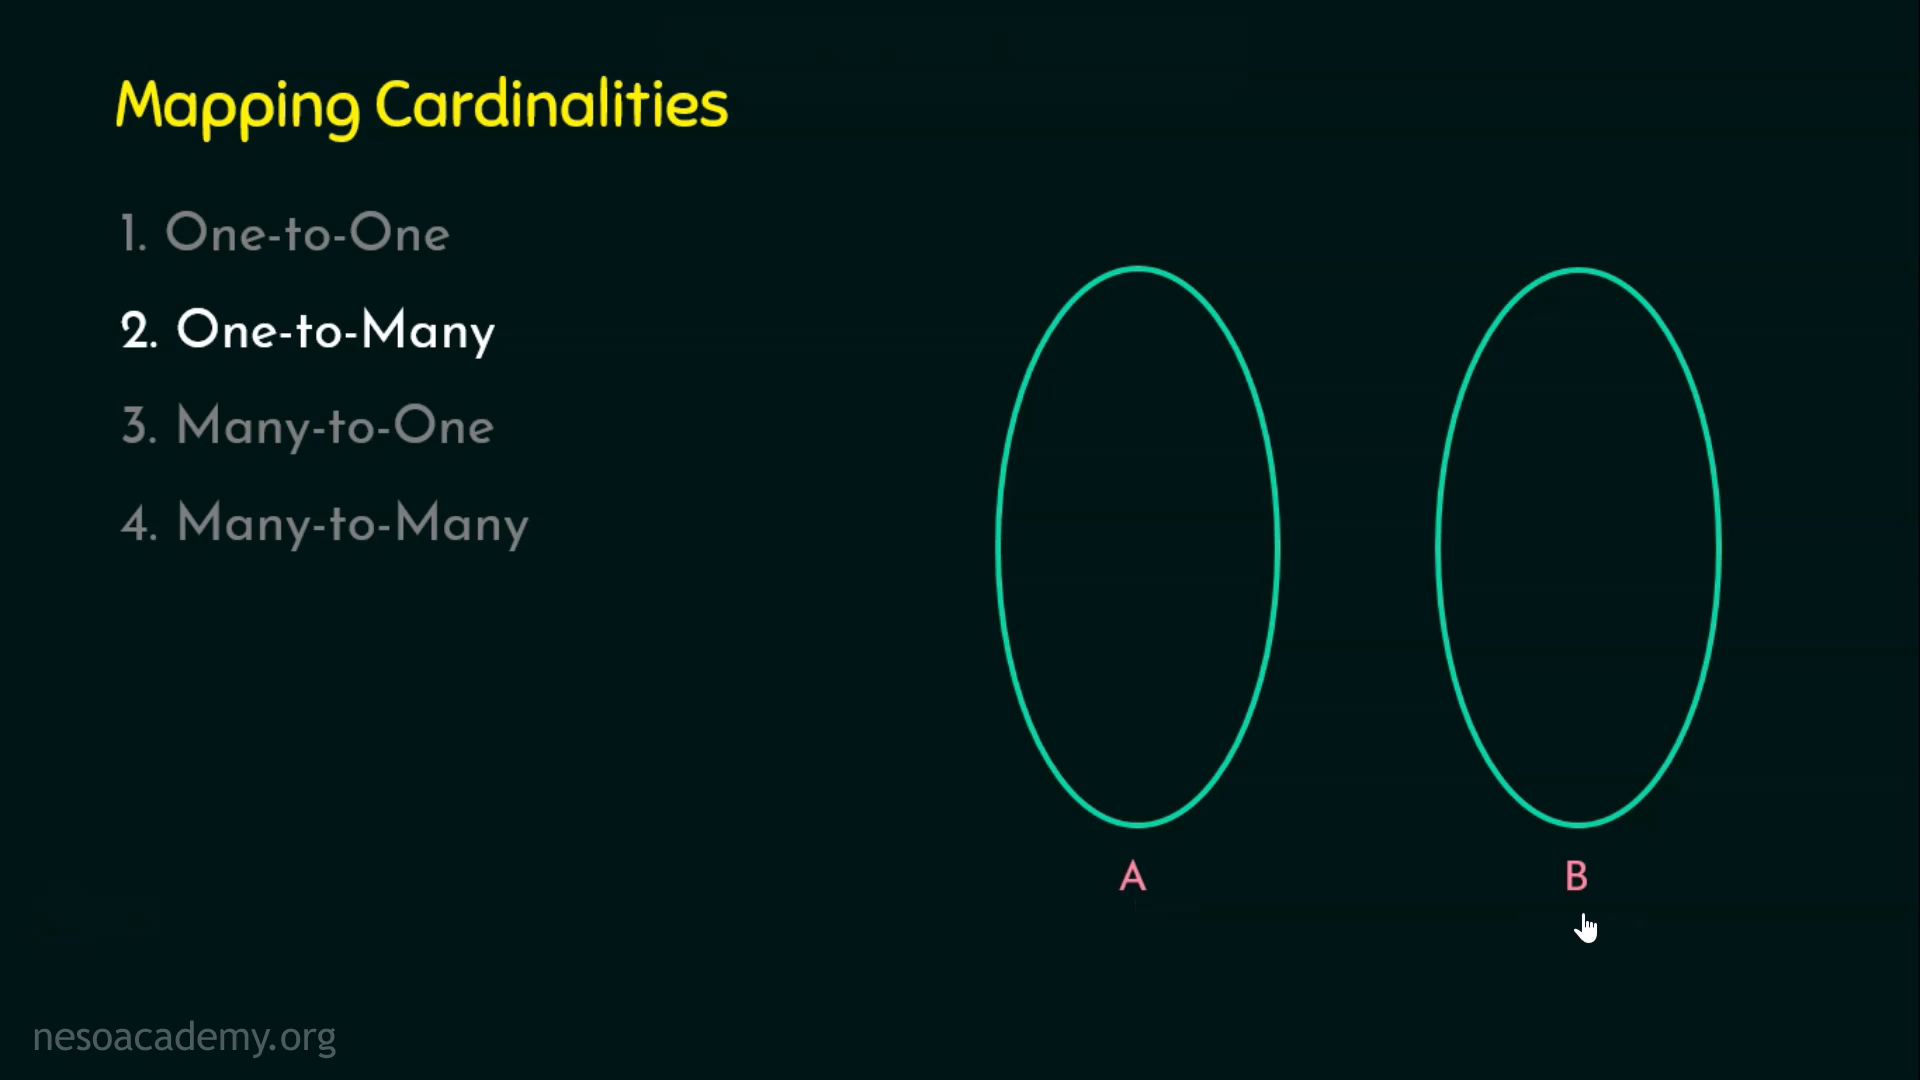 Mapping Cardinalities
1. One-to-One
2. One-to-Many
3. Many-to-One
4. Many-to-Many
A
B
nesoacademy.org